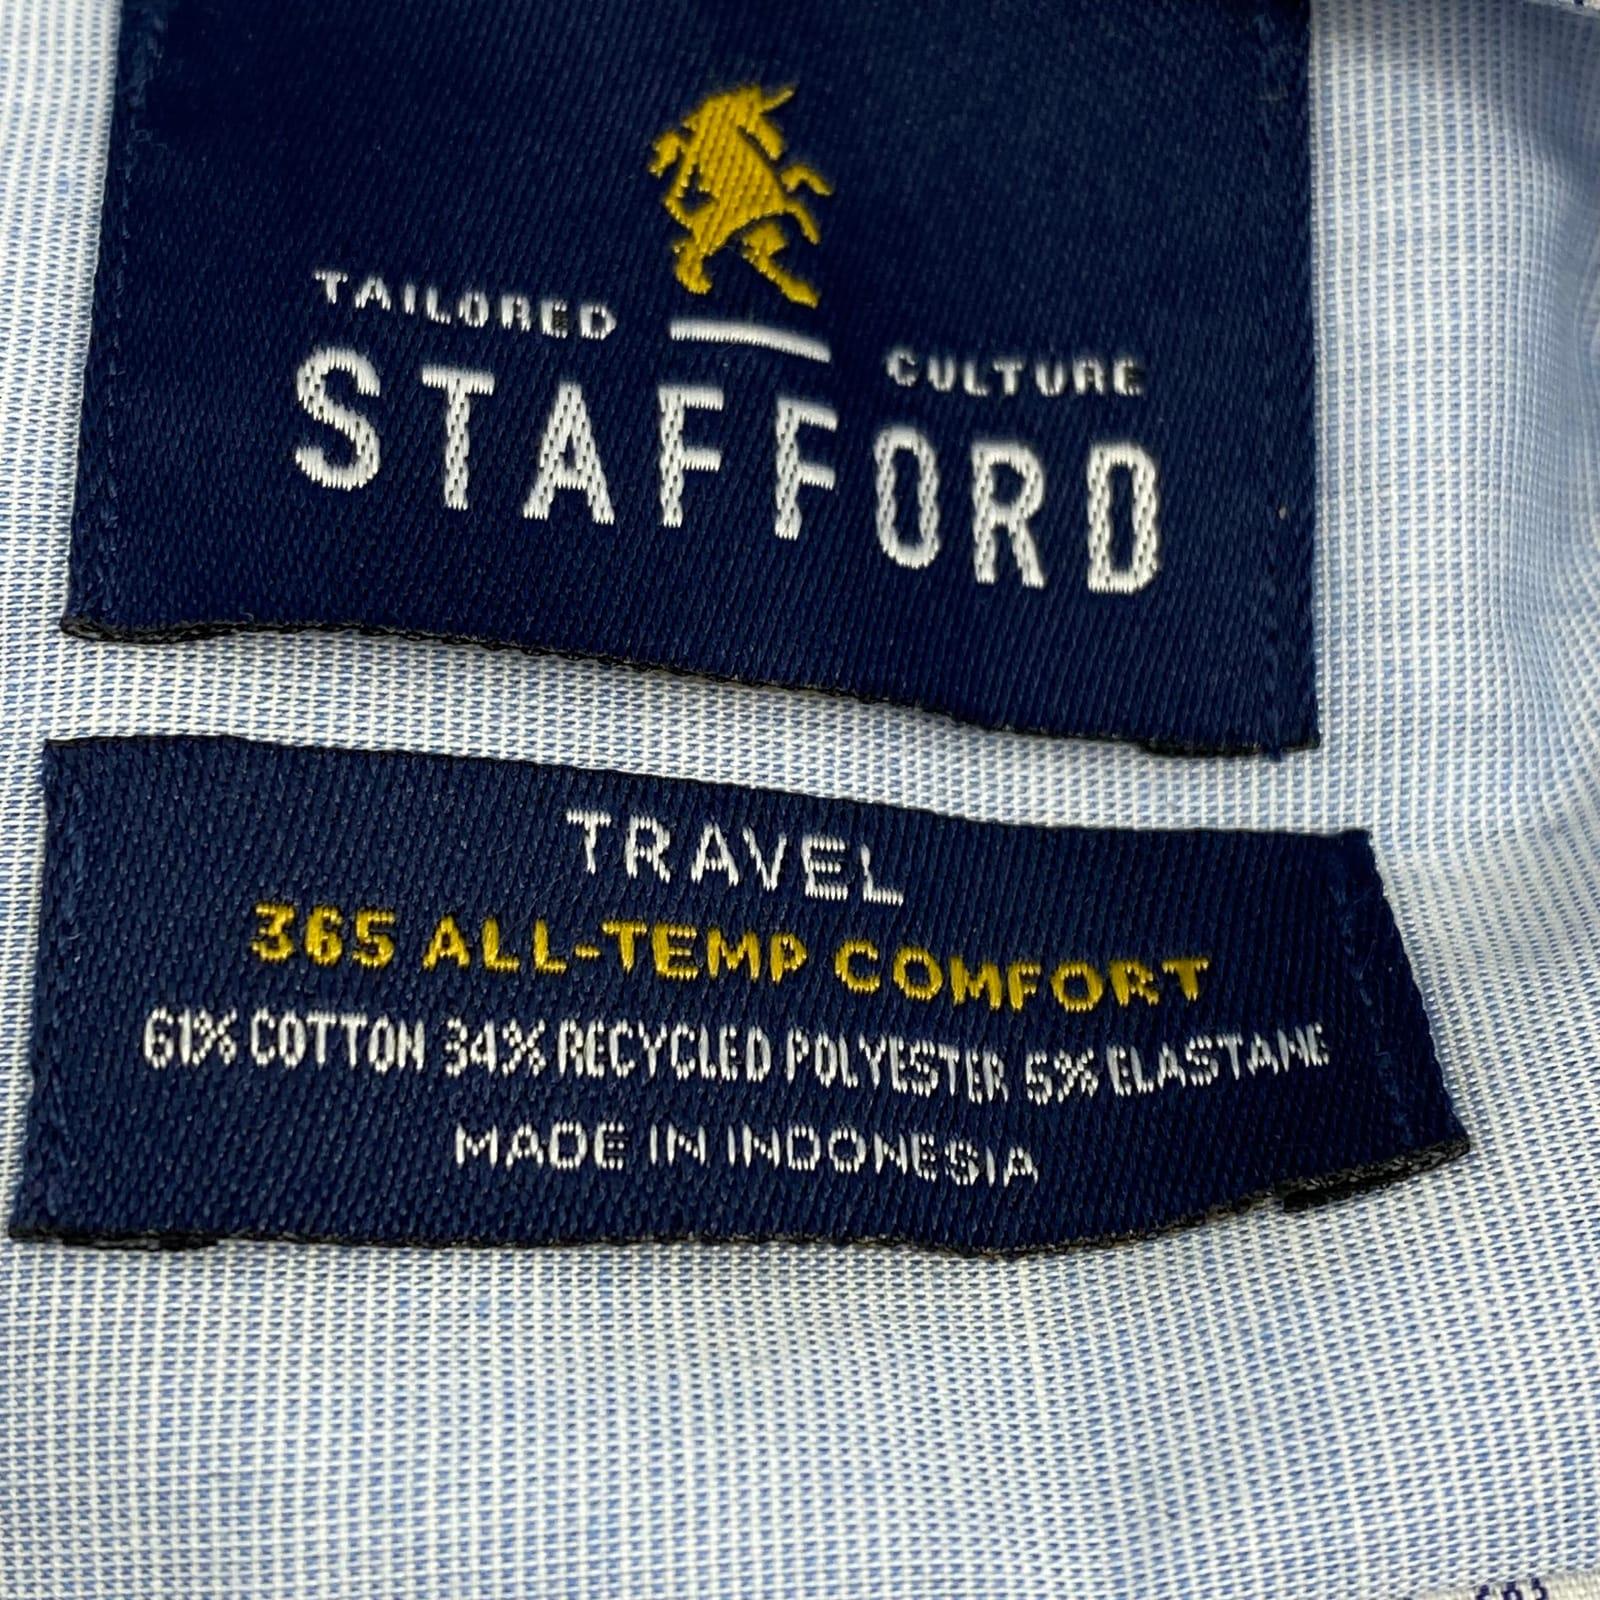 TAILORED CULTURE
STAFFORD
TRAVEL
365 ALL-TEMP COMFORT
61% COTTON 34% RECYCLED POLYESTER 5% ELASTANE
MADE IN INDONESIA